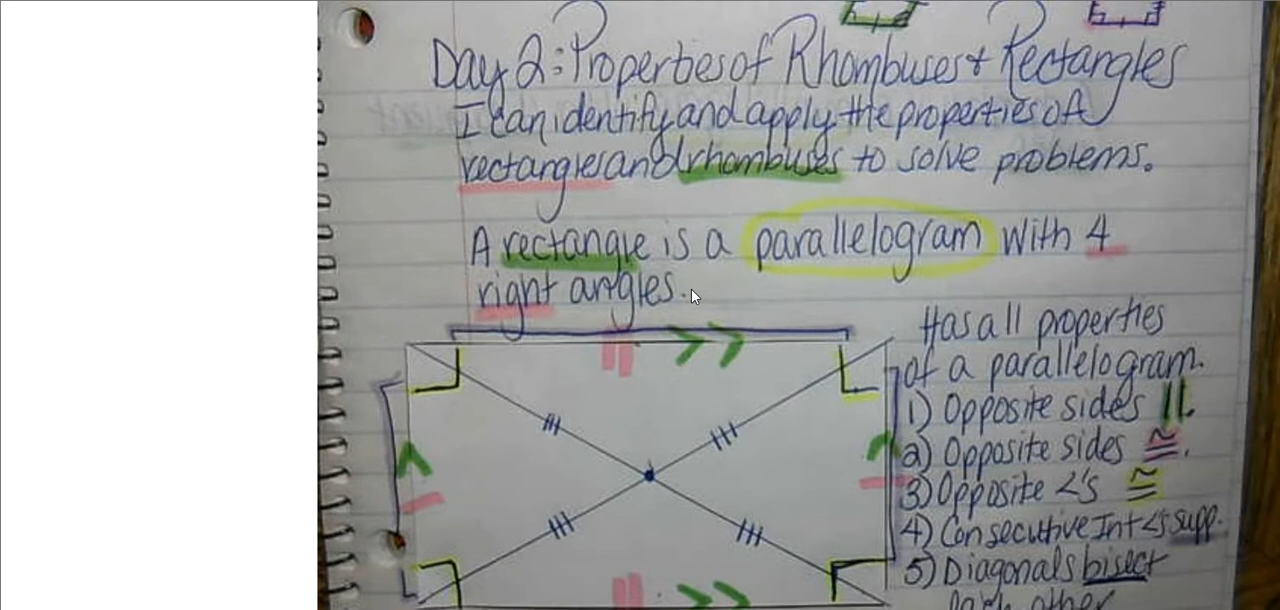 Day 2: Properties of Rhombuses + Rectangles
I can identify and apply the properties of
rectangles and rhombuses to solve problems.
A rectangle is a parallelogram with 4
right angles.
Has all properties
of a parallelogram.
1) Opposite sides ||.
2) Opposite sides ≅.
3) Opposite <'s ≅
4) Consecutive Int <'s supp.
5) Diagonals bisect
each other